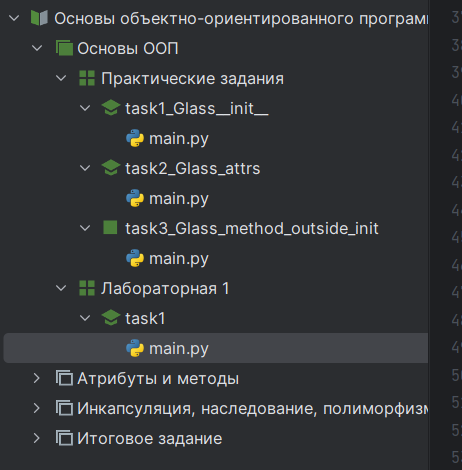 Основы объектно-ориентированного програм
Основы ООП
Практические задания
task1_Glass__init__
main.py
task2_Glass_attrs
main.py
task3_Glass_method_outside_init
main.py
Лабораторная 1
task1
main.py
Атрибуты и методы
Инкапсуляция, наследование, полиморфизм
Итоговое задание